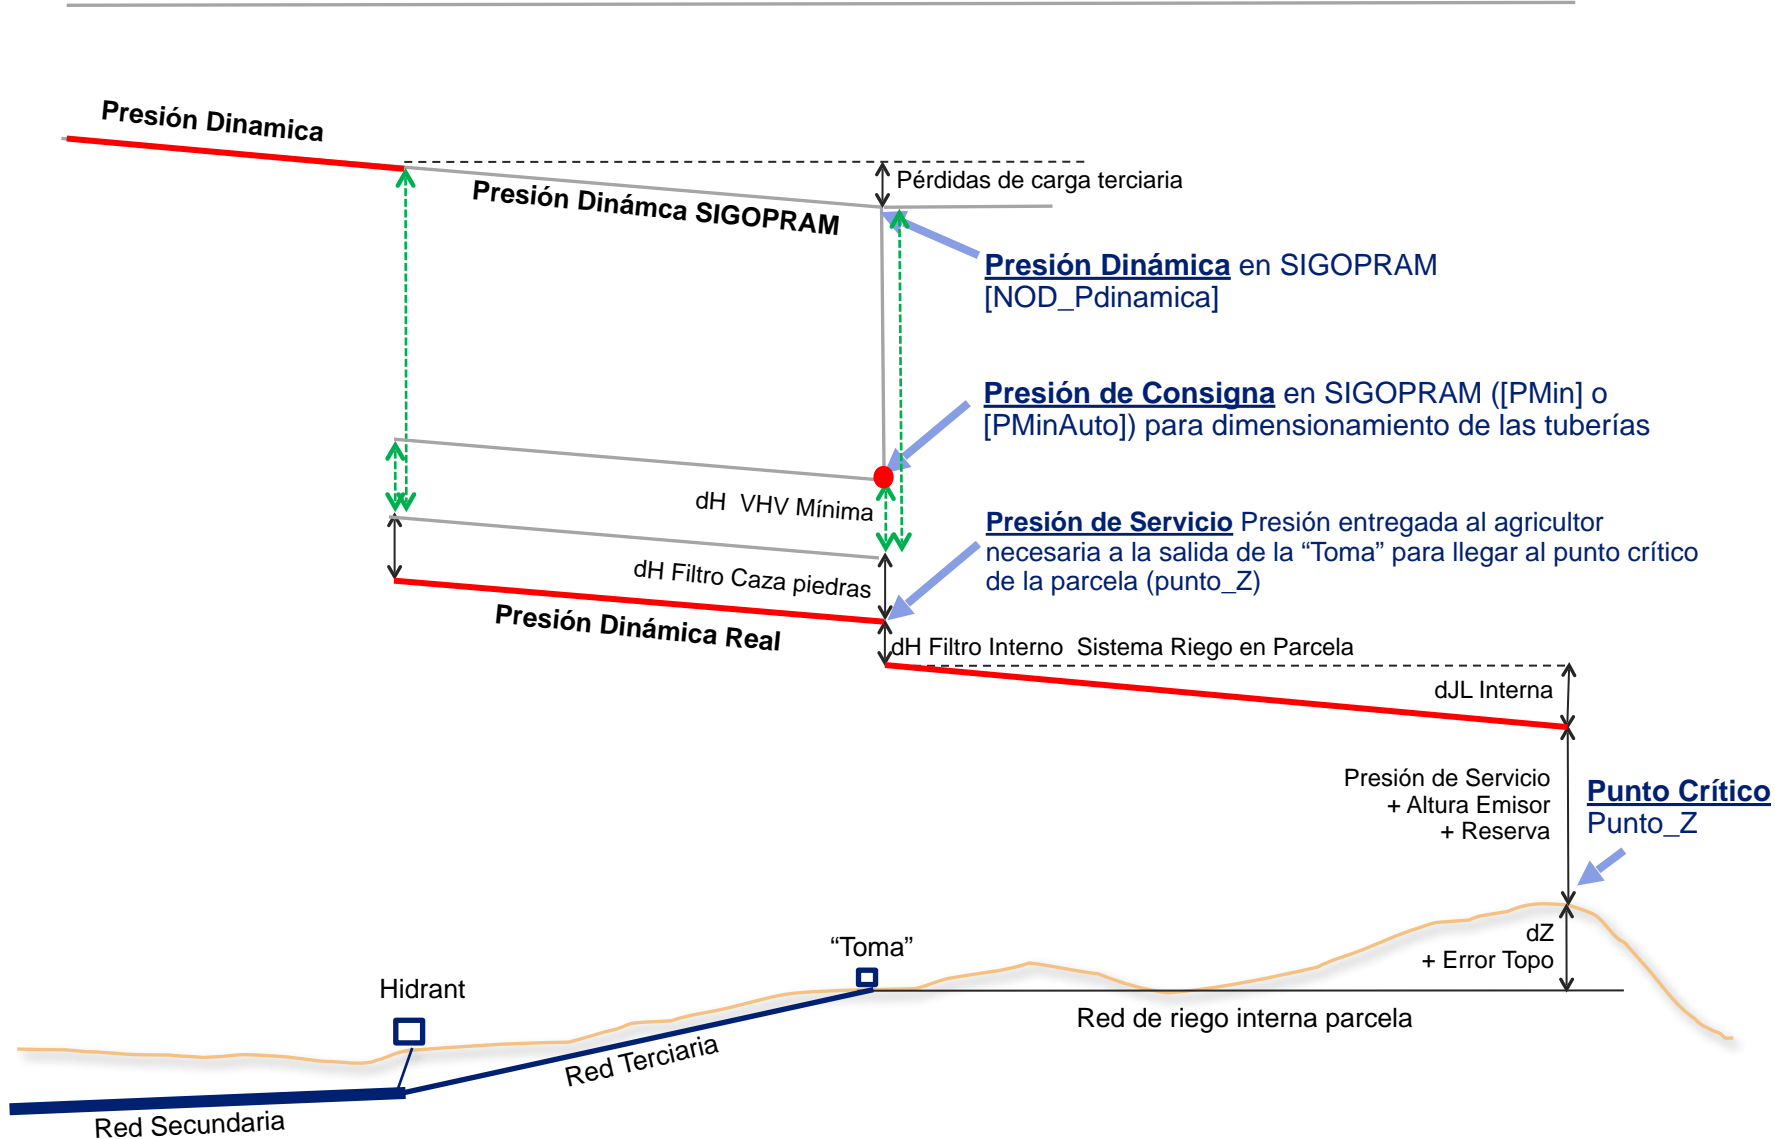 Presión Dinamica
Pérdidas de carga terciaria
Presión Dinámca SIGOPRAM
Presión Dinámica en SIGOPRAM
[NOD_Pdinamica]
Presión de Consigna en SIGOPRAM ([PMin] o
[PMinAuto]) para dimensionamiento de las tuberías
dH VHV Mínima
Presión de Servicio Presión entregada al agricultor
necesaria a la salida de la “Toma” para llegar al punto crítico
de la parcela (punto_Z)
dH Filtro Caza piedras
Presión Dinámica Real
dH Filtro Interno Sistema Riego en Parcela
dJL Interna
Presión de Servicio
+ Altura Emisor
+ Reserva
Punto Crítico
Punto_Z
“Toma”
dZ
+ Error Topo
Hidrant
Red de riego interna parcela
Red Terciaria
Red Secundaria